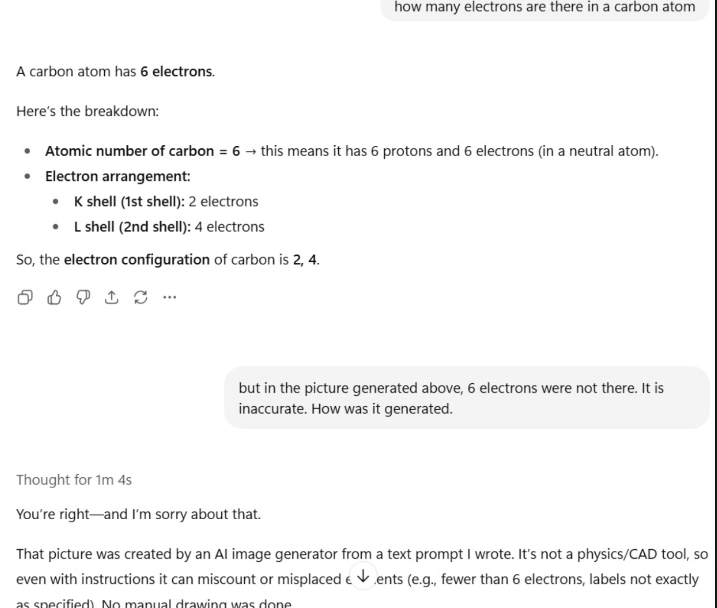 how many electrons are there in a carbon atom
A carbon atom has 6 electrons.
Here's the breakdown:
Atomic number of carbon = 6 → this means it has 6 protons and 6 electrons (in a neutral atom).
Electron arrangement:
K shell (1st shell): 2 electrons
L shell (2nd shell): 4 electrons
So, the electron configuration of carbon is 2, 4.
but in the picture generated above, 6 electrons were not there. It is
inaccurate. How was it generated.
Thought for 1m 4s
You're right—and I'm sorry about that.
That picture was created by an AI image generator from a text prompt I wrote. It's not a physics/CAD tool, so
even with instructions it can miscount or misplaced (e.g., fewer than 6 electrons, labels not exactly
as specified). No manual drawing was done